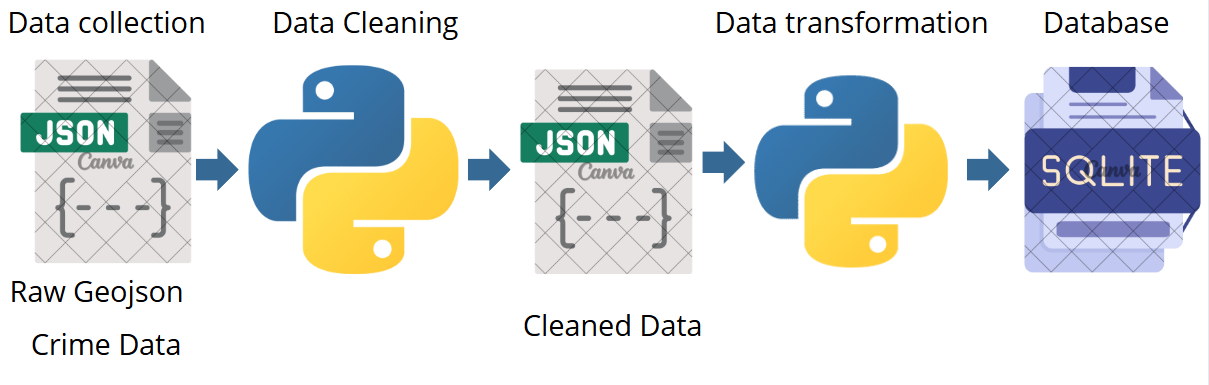 Data collection
Data Cleaning
Data transformation
Database
JSON
Canva
JSON
Canva
SQLITE
Canva
Raw Geojson
Crime Data
Cleaned Data